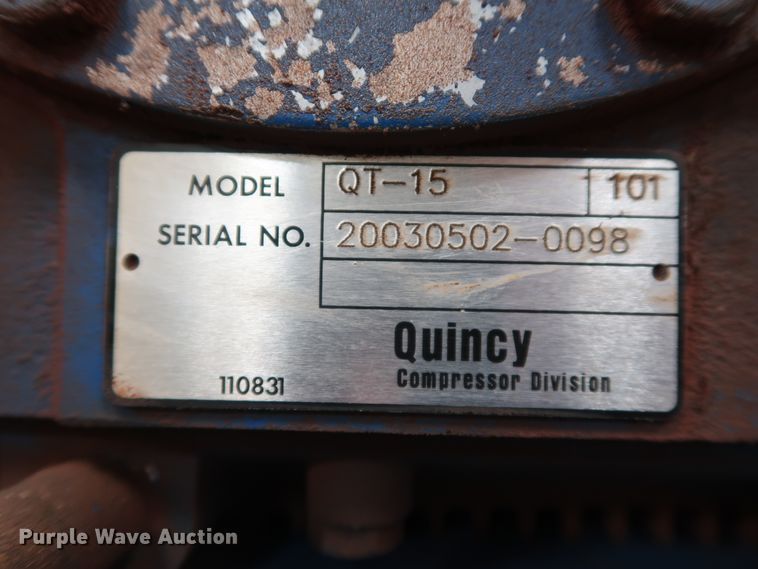 MODEL QT-15 101
SERIAL NO. 20030502-0098
Quincy
Compressor Division
110831
Purple Wave Auction